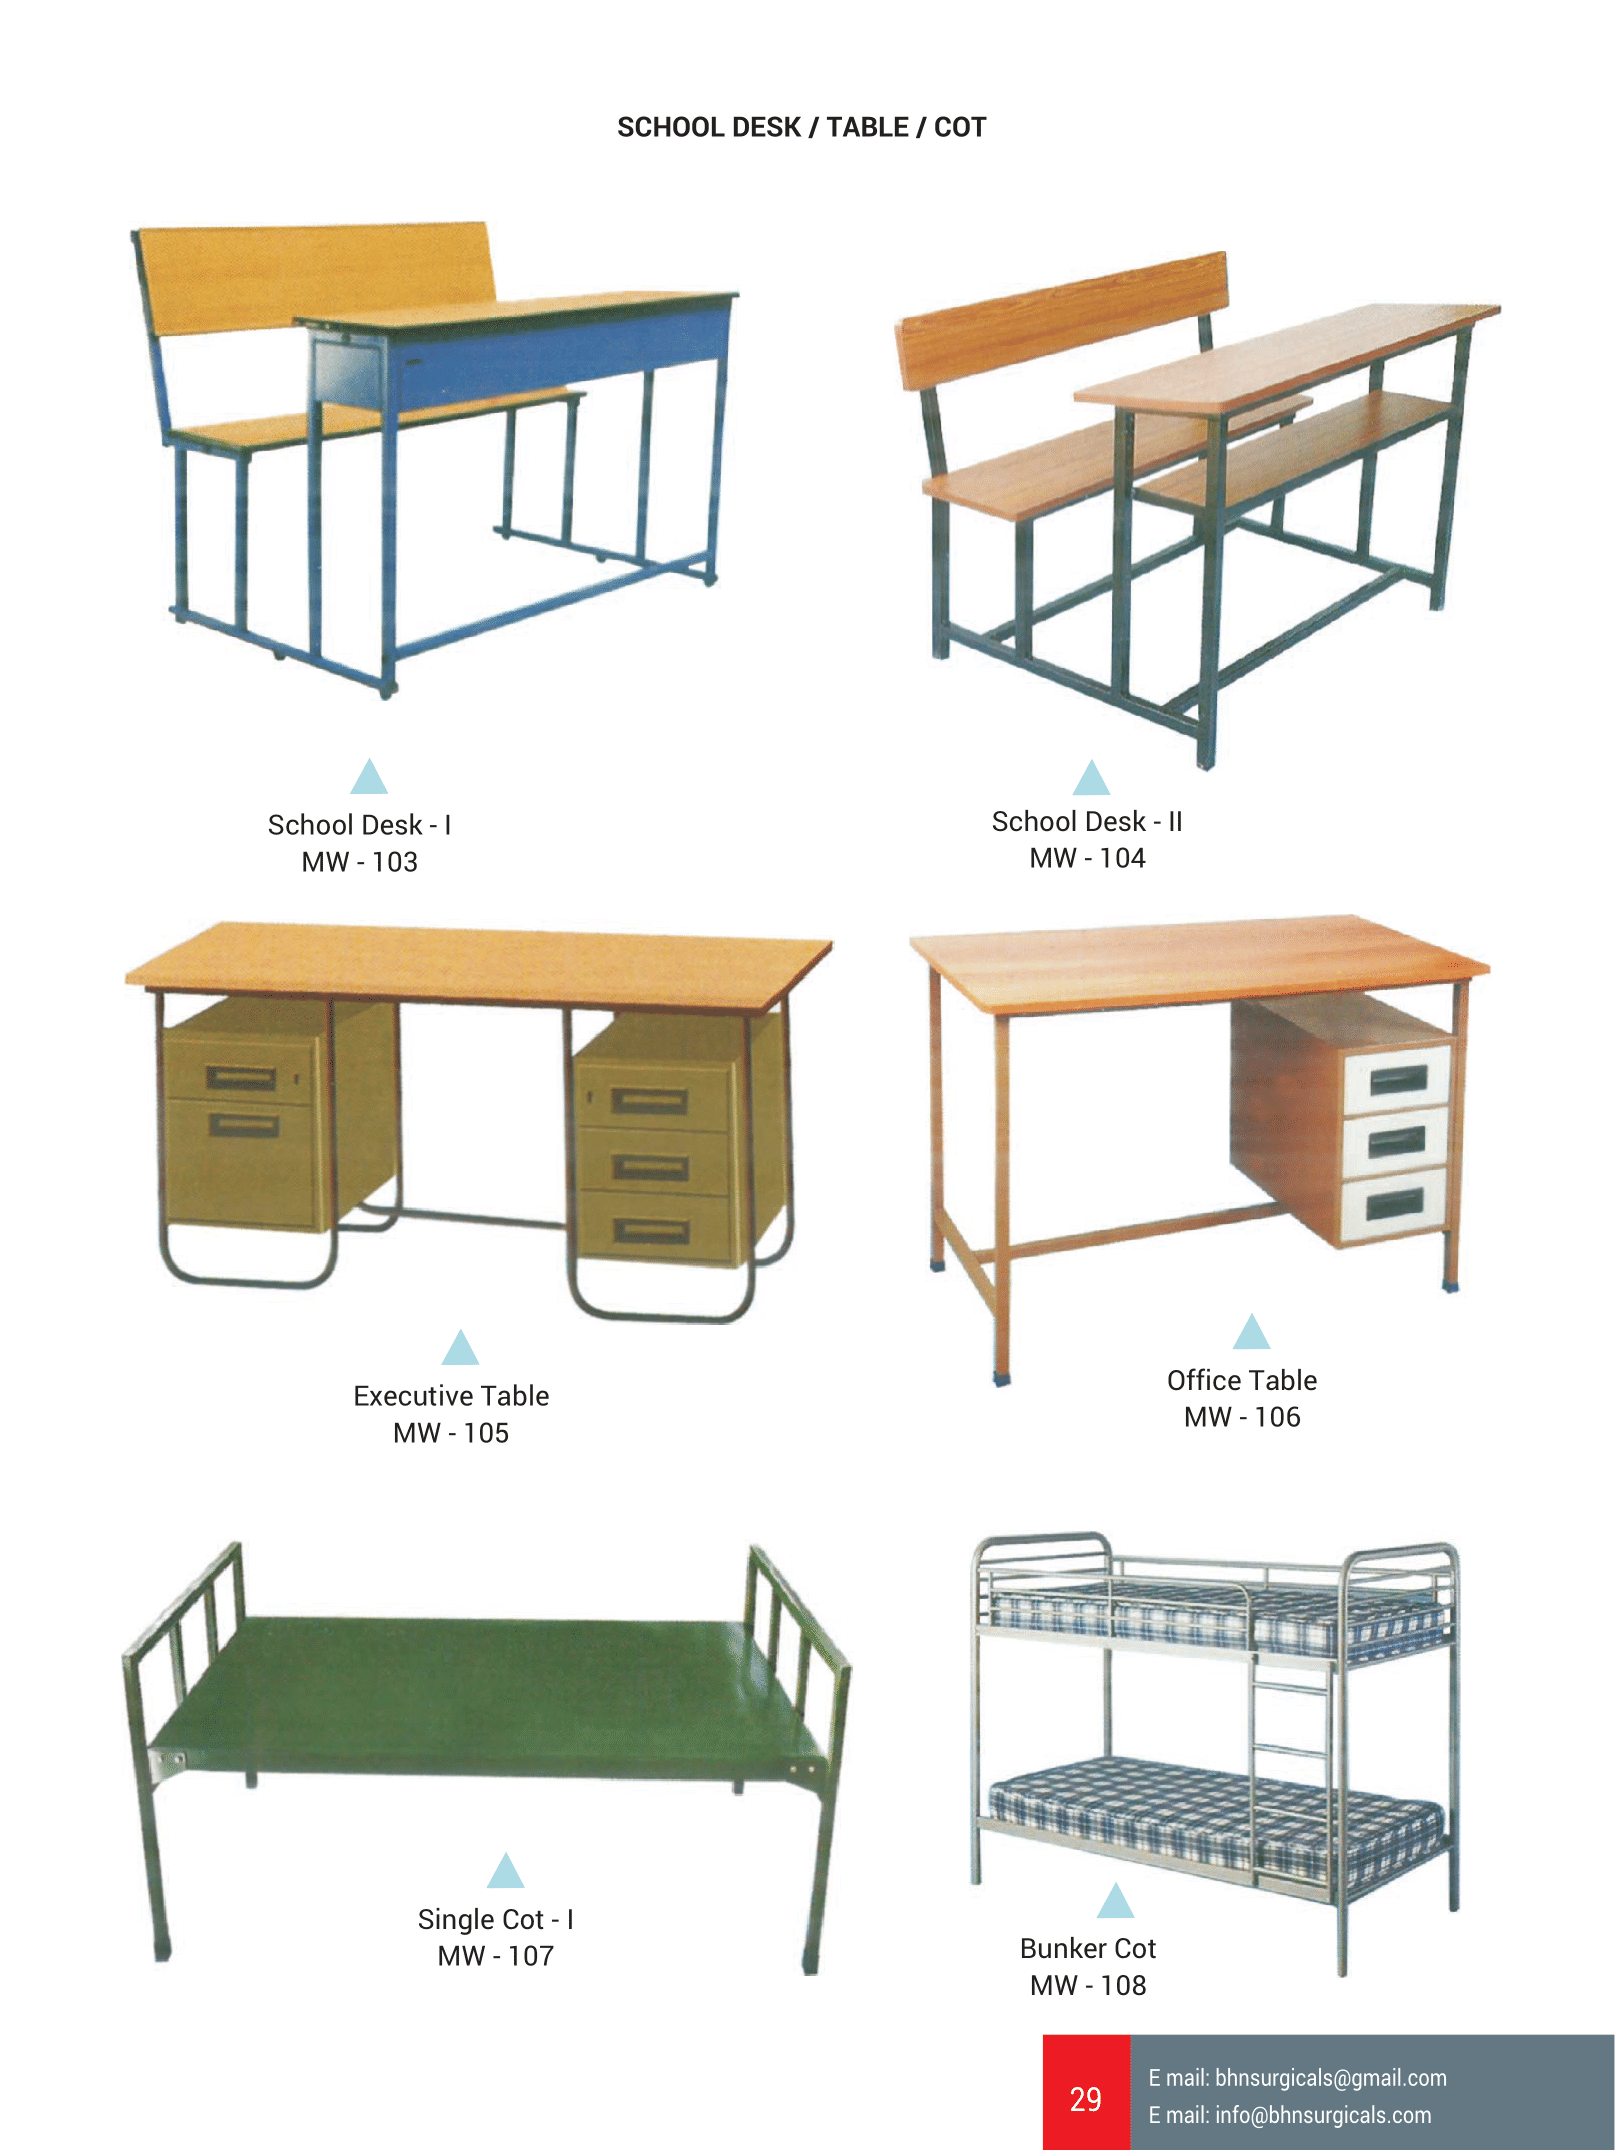 SCHOOL DESK / TABLE / COT
School Desk - I
MW - 103
School Desk - II
MW - 104
Executive Table
MW - 105
Office Table
MW - 106
Single Cot - I
MW - 107
Bunker Cot
MW - 108
29
E mail: bhnsurgicals@gmail.com
E mail: info@bhnsurgicals.com